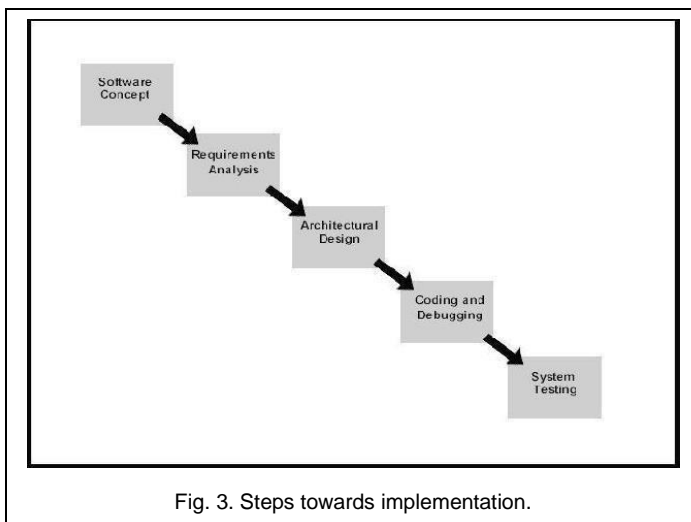 Software
Concept
Requirements
Analysis
Architectural
Design
Coding and
Debugging
System
Testing
Fig. 3. Steps towards implementation.